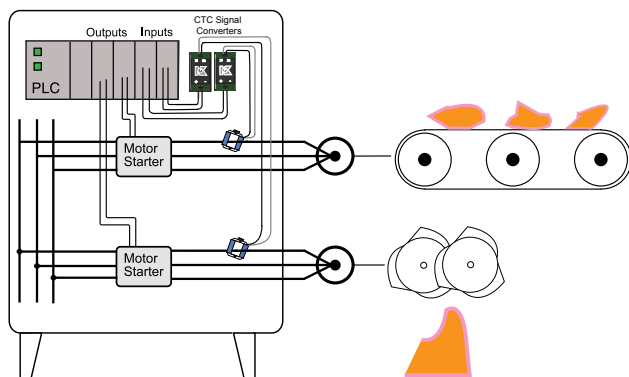 CTC Signal
Converters
Outputs Inputs
PLC
Motor
Starter
Motor
Starter